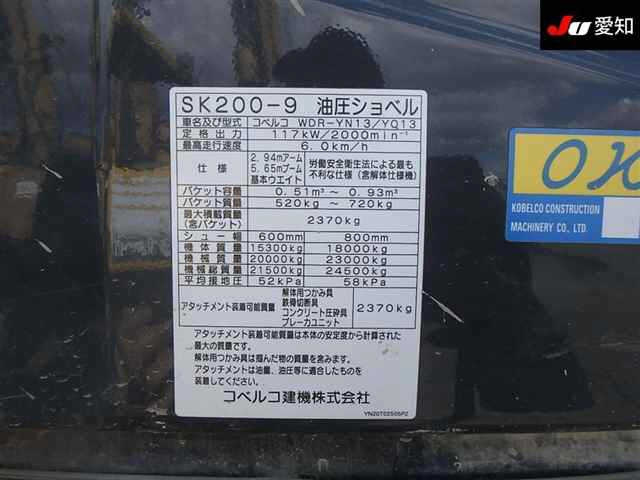 JU 愛知
SK200-9 油圧ショベル
車名及び型式 コベルコ WDR-YN13/YQ13
定格出力 117kW/2000min⁻¹
最高走行速度 6.0km/h
仕様 2.94mアーム 5.65mブーム 基本ウエイト 労働安全衛生法による最も不利な仕様(含解体仕様機)
バケット容量 0.51m³~0.93m³
バケット質量 520kg~720kg
最大積載質量(含バケット) 2370kg
シュー幅 600mm 800mm
機体質量 15300kg 18000kg
機械質量 20000kg 23000kg
機械総質量 21500kg 24500kg
平均接地圧 52kPa 58kPa
アタッチメント装着可能質量 解体用つかみ具 鉄骨切断具 コンクリート圧砕具 ブレーカユニット 2370kg
アタッチメント装着可能質量は本体の安定度から計算された
最大の質量です。
解体用つかみ具は掴んだ物の質量を含みます。
アタッチメントは油量、油圧等に適合したものを
装着してください。
コベルコ建機株式会社
YN20T02505P2
OK
KOBELCO CONSTRUCTION
MACHINERY CO., LTD.